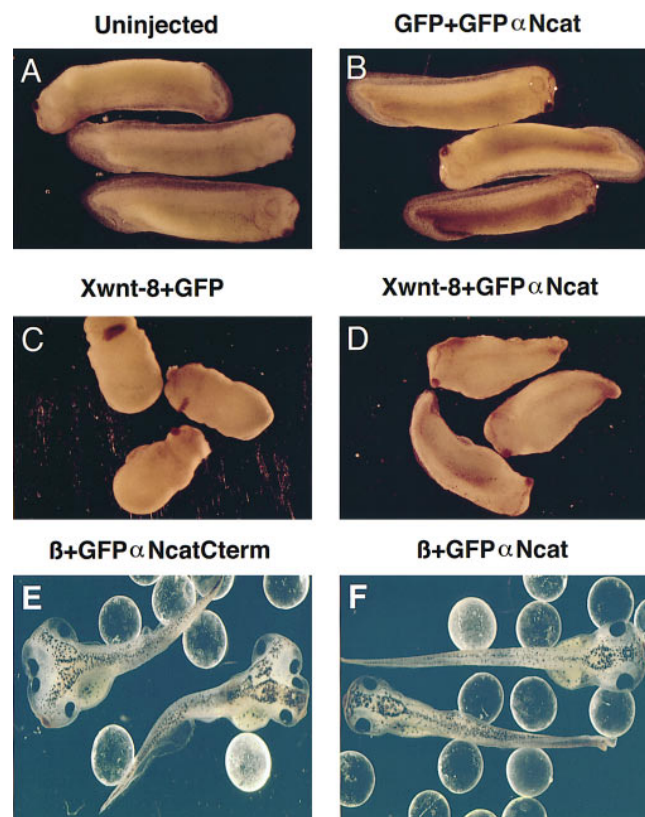 Uninjected
GFP+GFPαNcat
A
B
Xwnt-8+GFP
Xwnt-8+GFPαNcat
C
D
ß+GFPαNcatCterm
ß+GFPαNcat
E
F